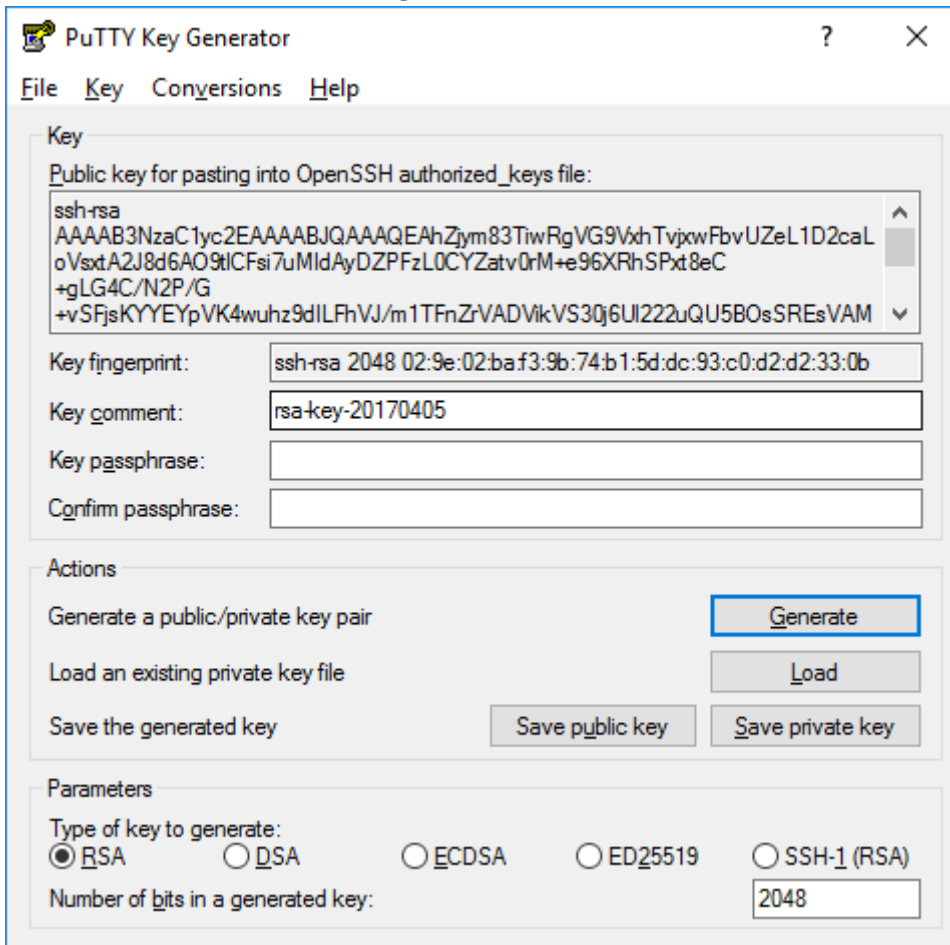 PuTTY Key Generator
? ×
File Key Conversions Help
Key
Public key for pasting into OpenSSH authorized_keys file:
ssh-rsa
AAAAB3NzaC1yc2EAAAABJQAAAQEAhZjym83TiwRgVG9VxhTvjxwFbvUZeL1D2caL
oVsxtA2J8d6AO9tlCFsi7uMIdAyDZPFzL0CYZatv0rM+e96XRhSPxt8eC
+gLG4C/N2P/G
+vSFjsKYYEYpVK4wuhz9dILFhVJ/m1TFnZrVADVikVS30j6UI222uQU5BOsSREsVAM
Key fingerprint: ssh-rsa 2048 02:9e:02:ba:f3:9b:74:b1:5d:dc:93:c0:d2:d2:33:0b
Key comment: rsa-key-20170405
Key passphrase:
Confirm passphrase:
Actions
Generate a public/private key pair Generate
Load an existing private key file Load
Save the generated key Save public key Save private key
Parameters
Type of key to generate:
RSA DSA ECDSA ED25519 SSH-1 (RSA)
Number of bits in a generated key: 2048